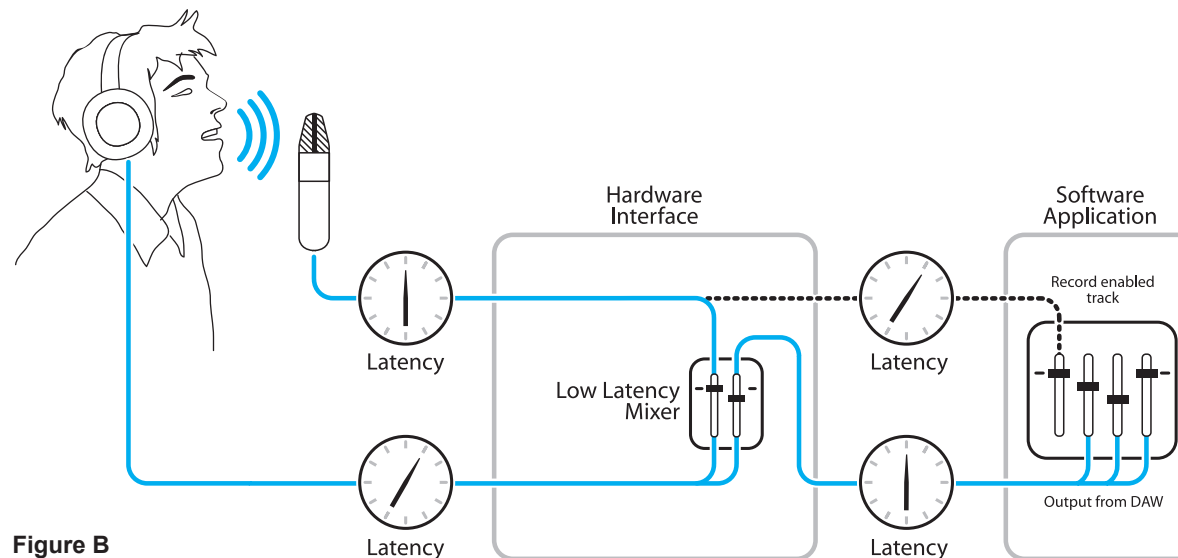 Hardware
Interface
Software
Application
Record enabled
track
Latency
Latency
Low Latency
Mixer
Output from DAW
Figure B
Latency
Latency